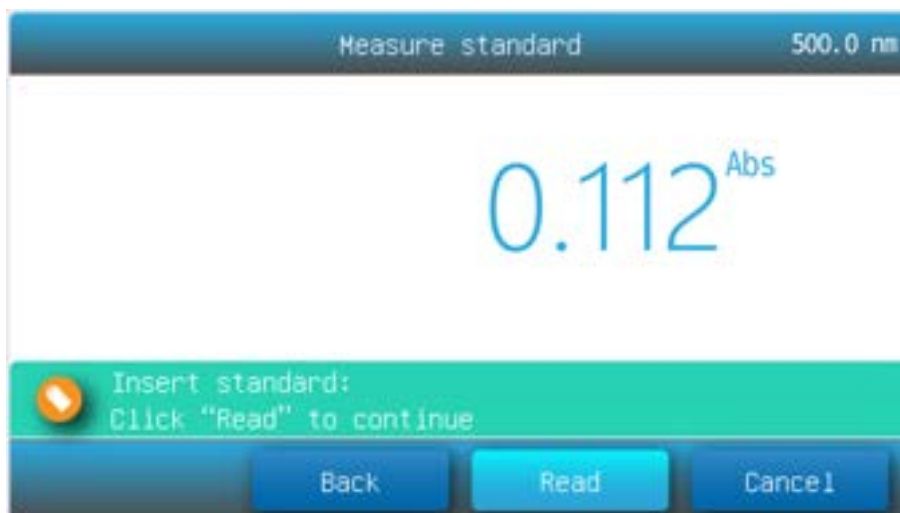 Measure standard 500.0 nm
0.112 Abs
Insert standard:
Click “Read” to continue
Back Read Cancel